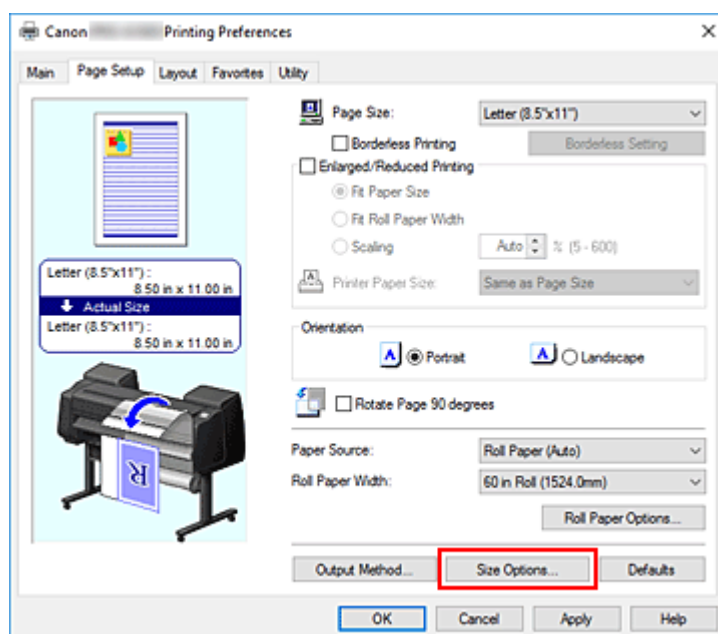 Canon Printing Preferences
Main Page Setup Layout Favorites Utility
Page Size: Letter (8.5"x11")
Borderless Printing Borderless Setting
Enlarged/Reduced Printing
Fit Paper Size
Fit Roll Paper Width
Scaling Auto % (5 - 600)
Printer Paper Size: Same as Page Size
Letter (8.5"x11") :
8.50 in x 11.00 in
Actual Size
Letter (8.5"x11") :
8.50 in x 11.00 in
Orientation
A Portrait A Landscape
Rotate Page 90 degrees
Paper Source: Roll Paper (Auto)
Roll Paper Width: 60 in Roll (1524.0mm)
R
Roll Paper Options...
Output Method... Size Options... Defaults
OK Cancel Apply Help